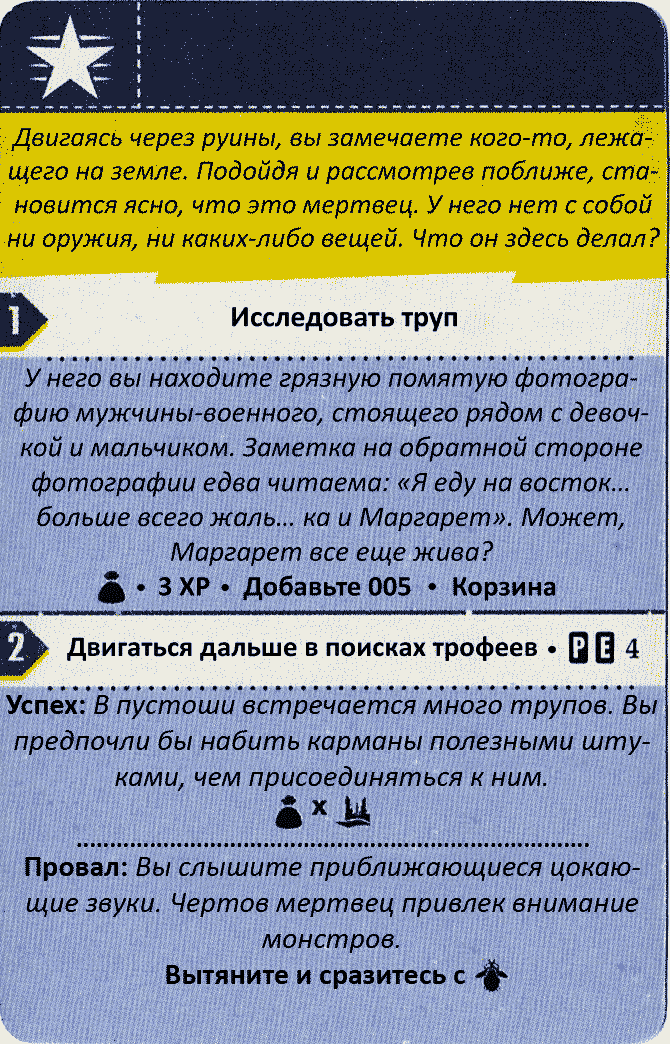 Двигаясь через руины, вы замечаете кого-то, лежа-
щего на земле. Подойдя и рассмотрев поближе, ста-
новится ясно, что это мертвец. У него нет с собой
ни оружия, ни каких-либо вещей. Что он здесь делал?
1 Исследовать труп
У него вы находите грязную помятую фотогра-
фию мужчины-военного, стоящего рядом с девоч-
кой и мальчиком. Заметка на обратной стороне
фотографии едва читаема: «Я еду на восток...
больше всего жаль... ка и Маргарет». Может,
Маргарет все еще жива?
• 3 XP • Добавьте 005 • Корзина
2 Двигаться дальше в поисках трофеев • P E 4
Успех: В пустоши встречается много трупов. Вы
предпочли бы набить карманы полезными шту-
ками, чем присоединяться к ним.
x
Провал: Вы слышите приближающиеся цокаю-
щие звуки. Чертов мертвец привлек внимание
монстров.
Вытяните и сразитесь с